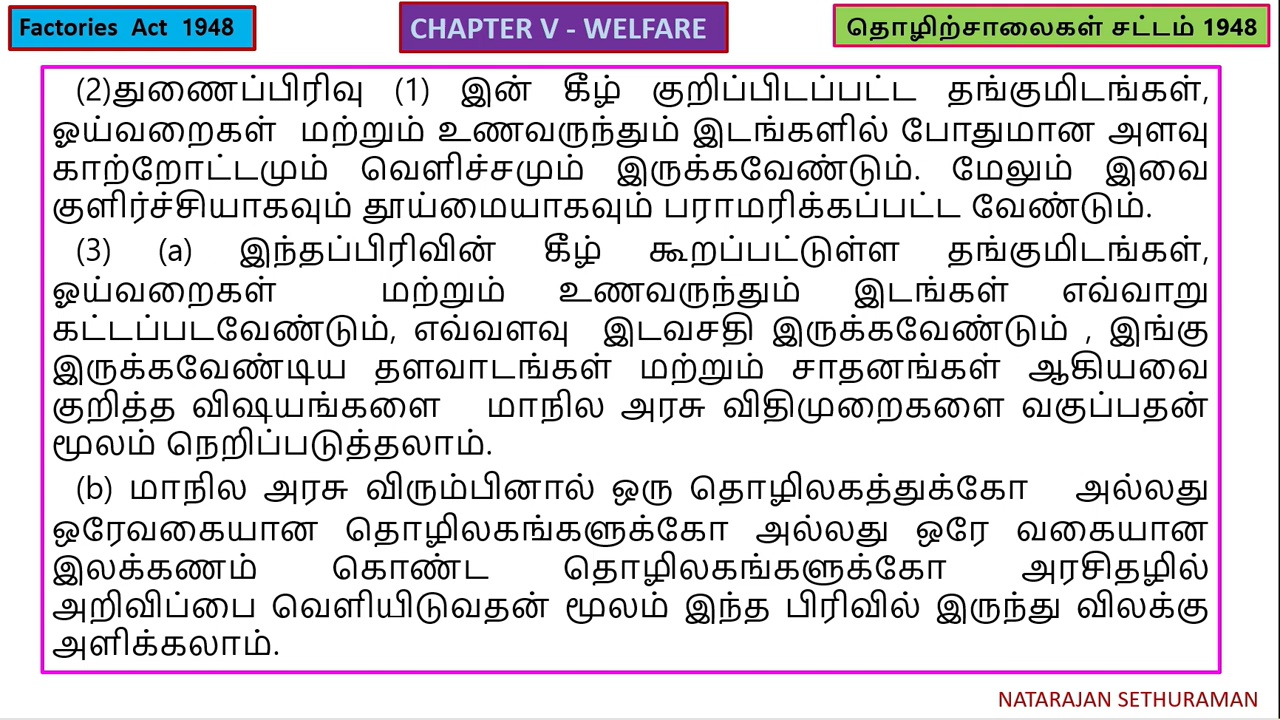 Factories Act 1948
CHAPTER V - WELFARE
தொழிற்சாலைகள் சட்டம் 1948
(2)துணைப்பிரிவு (1) இன் கீழ் குறிப்பிடப்பட்ட தங்குமிடங்கள்,
ஓய்வறைகள் மற்றும் உணவருந்தும் இடங்களில் போதுமான அளவு
காற்றோட்டமும் வெளிச்சமும் இருக்கவேண்டும். மேலும் இவை
குளிர்ச்சியாகவும் தூய்மையாகவும் பராமரிக்கப்பட்ட வேண்டும்.
(3) (a) இந்தப்பிரிவின் கீழ் கூறப்பட்டுள்ள தங்குமிடங்கள்,
ஓய்வறைகள் மற்றும் உணவருந்தும் இடங்கள் எவ்வாறு
கட்டப்படவேண்டும், எவ்வளவு இடவசதி இருக்கவேண்டும் , இங்கு
இருக்கவேண்டிய தளவாடங்கள் மற்றும் சாதனங்கள் ஆகியவை
குறித்த விஷயங்களை மாநில அரசு விதிமுறைகளை வகுப்பதன்
மூலம் நெறிப்படுத்தலாம்.
(b) மாநில அரசு விரும்பினால் ஒரு தொழிலகத்துக்கோ அல்லது
ஒரேவகையான தொழிலகங்களுக்கோ அல்லது ஒரே வகையான
இலக்கணம் கொண்ட தொழிலகங்களுக்கோ அரசிதழில்
அறிவிப்பை வெளியிடுவதன் மூலம் இந்த பிரிவில் இருந்து விலக்கு
அளிக்கலாம்.
NATARAJAN SETHURAMAN